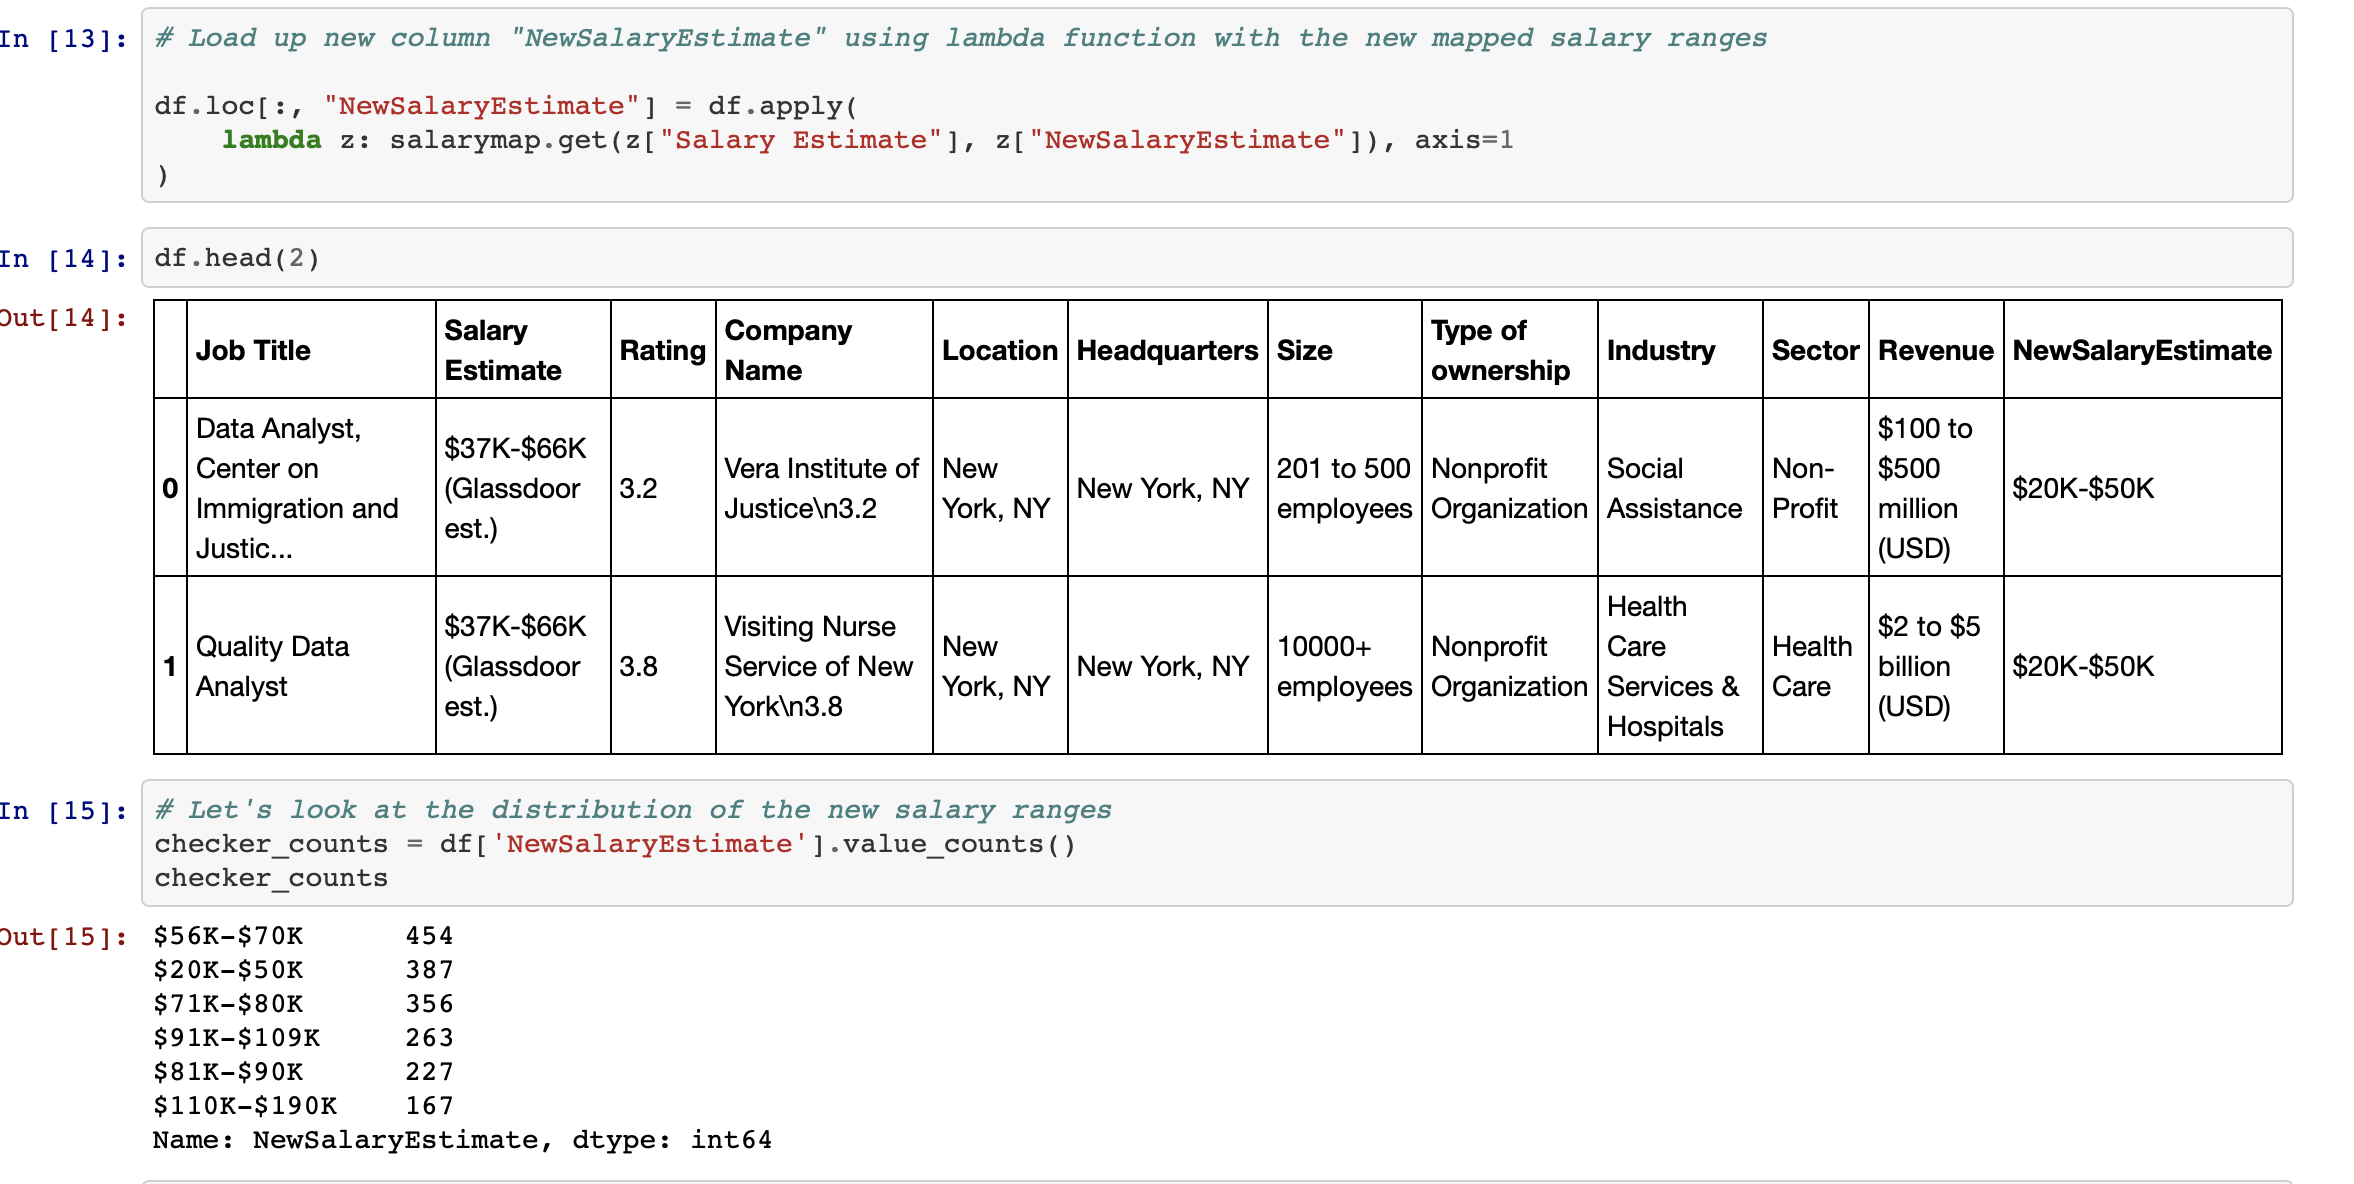 In [13]: # Load up new column "NewSalaryEstimate" using lambda function with the new mapped salary ranges
df.loc[:, "NewSalaryEstimate"] = df.apply(
    lambda z: salarymap.get(z["Salary Estimate"], z["NewSalaryEstimate"]), axis=1
)
In [14]: df.head(2)
Out[14]:
Job Title Salary Estimate Rating Company Name Location Headquarters Size Type of ownership Industry Sector Revenue NewSalaryEstimate
0 Data Analyst, Center on Immigration and Justic... $37K-$66K (Glassdoor est.) 3.2 Vera Institute of Justice\n3.2 New York, NY New York, NY 201 to 500 employees Nonprofit Organization Social Assistance Non-Profit $100 to $500 million (USD) $20K-$50K
1 Quality Data Analyst $37K-$66K (Glassdoor est.) 3.8 Visiting Nurse Service of New York\n3.8 New York, NY New York, NY 10000+ employees Nonprofit Organization Health Care Services & Hospitals Health Care $2 to $5 billion (USD) $20K-$50K
In [15]: # Let's look at the distribution of the new salary ranges
checker_counts = df['NewSalaryEstimate'].value_counts()
checker_counts
Out[15]: $56K-$70K 454
$20K-$50K 387
$71K-$80K 356
$91K-$109K 263
$81K-$90K 227
$110K-$190K 167
Name: NewSalaryEstimate, dtype: int64